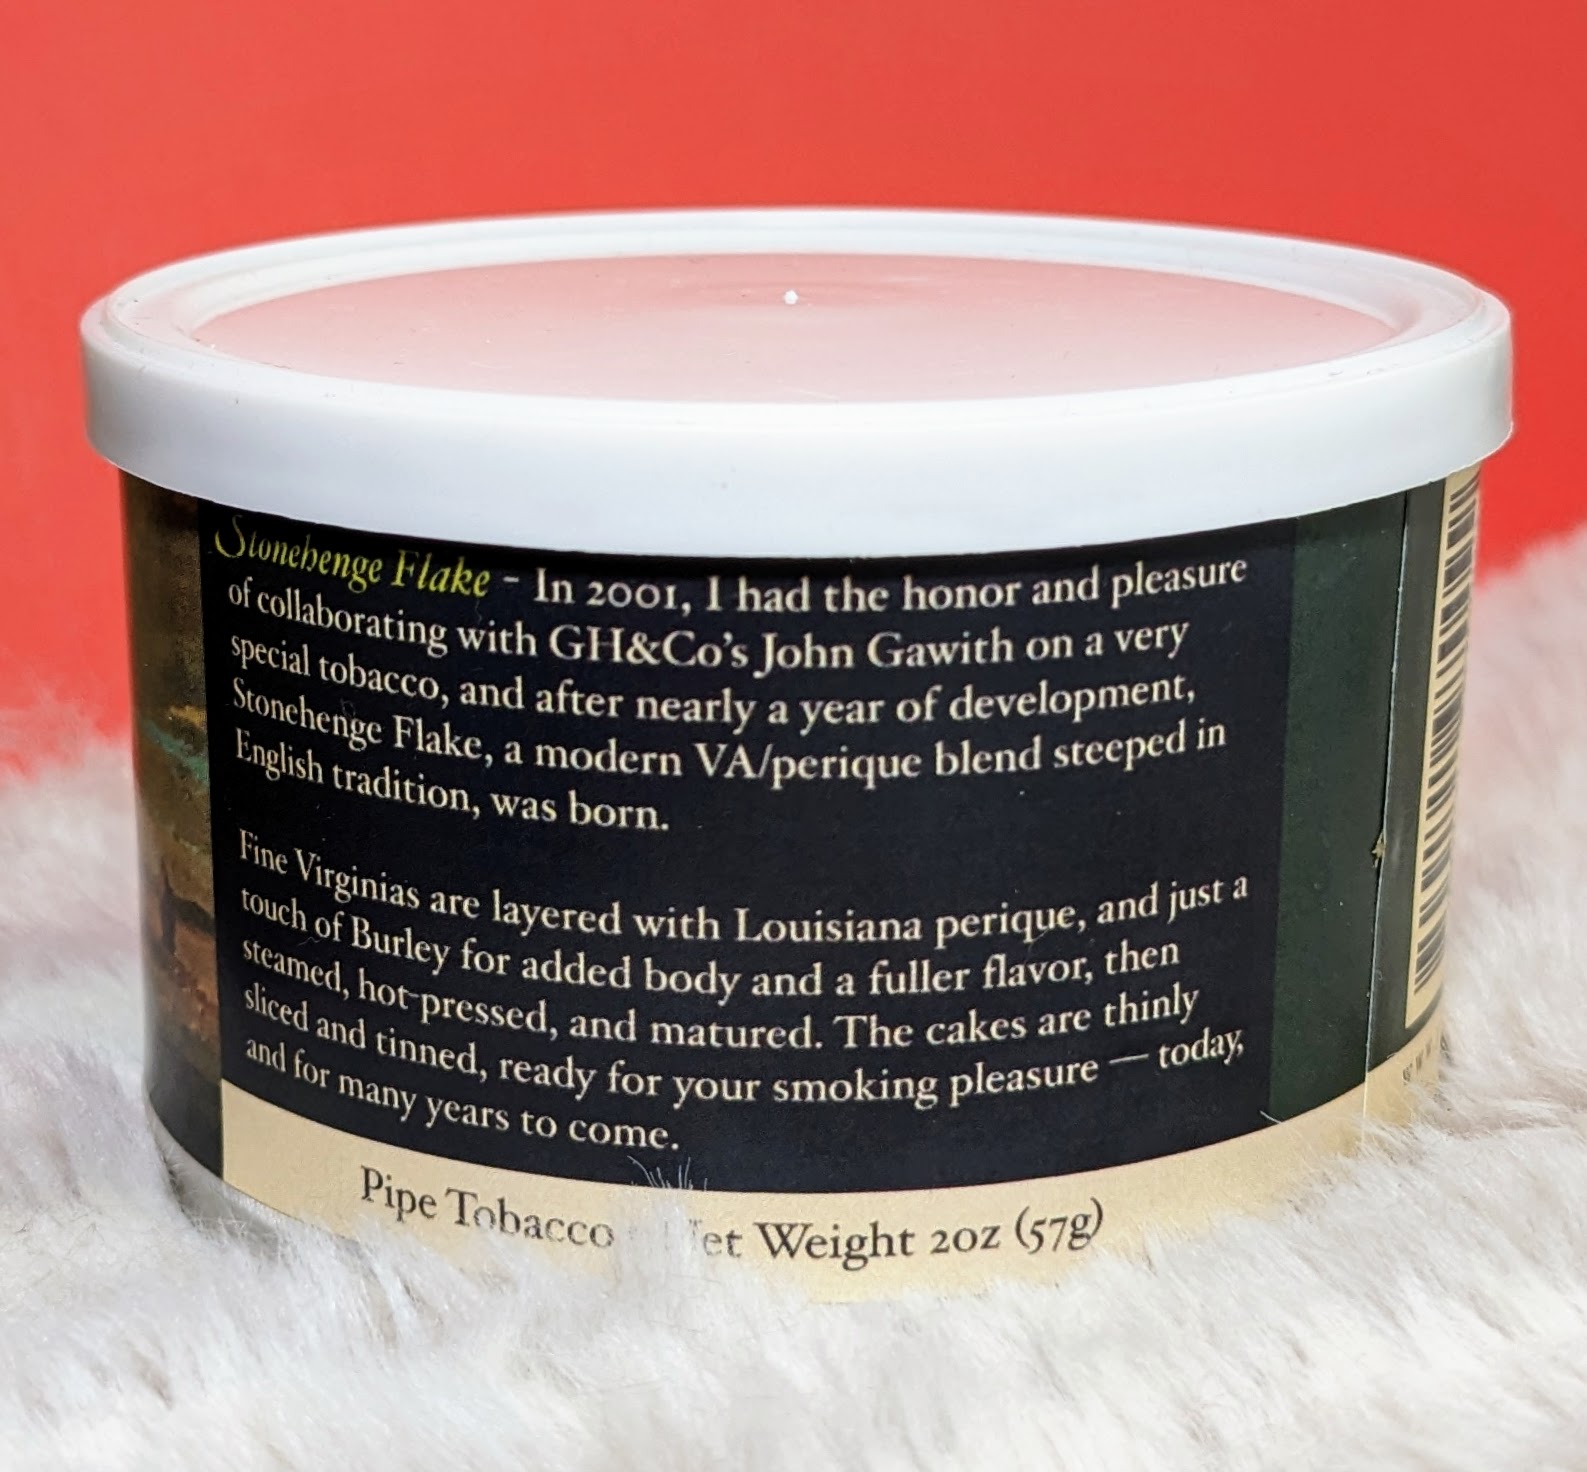 Stonehenge Flake - In 2001, I had the honor and pleasure
of collaborating with GH&Co's John Gawith on a very
special tobacco, and after nearly a year of development,
Stonehenge Flake, a modern VA/perique blend steeped in
English tradition, was born.
Fine Virginias are layered with Louisiana perique, and just a
touch of Burley for added body and a fuller flavor, then
steamed, hot-pressed, and matured. The cakes are thinly
sliced and tinned, ready for your smoking pleasure — today,
and for many years to come.
Pipe Tobacco Net Weight 2oz (57g)